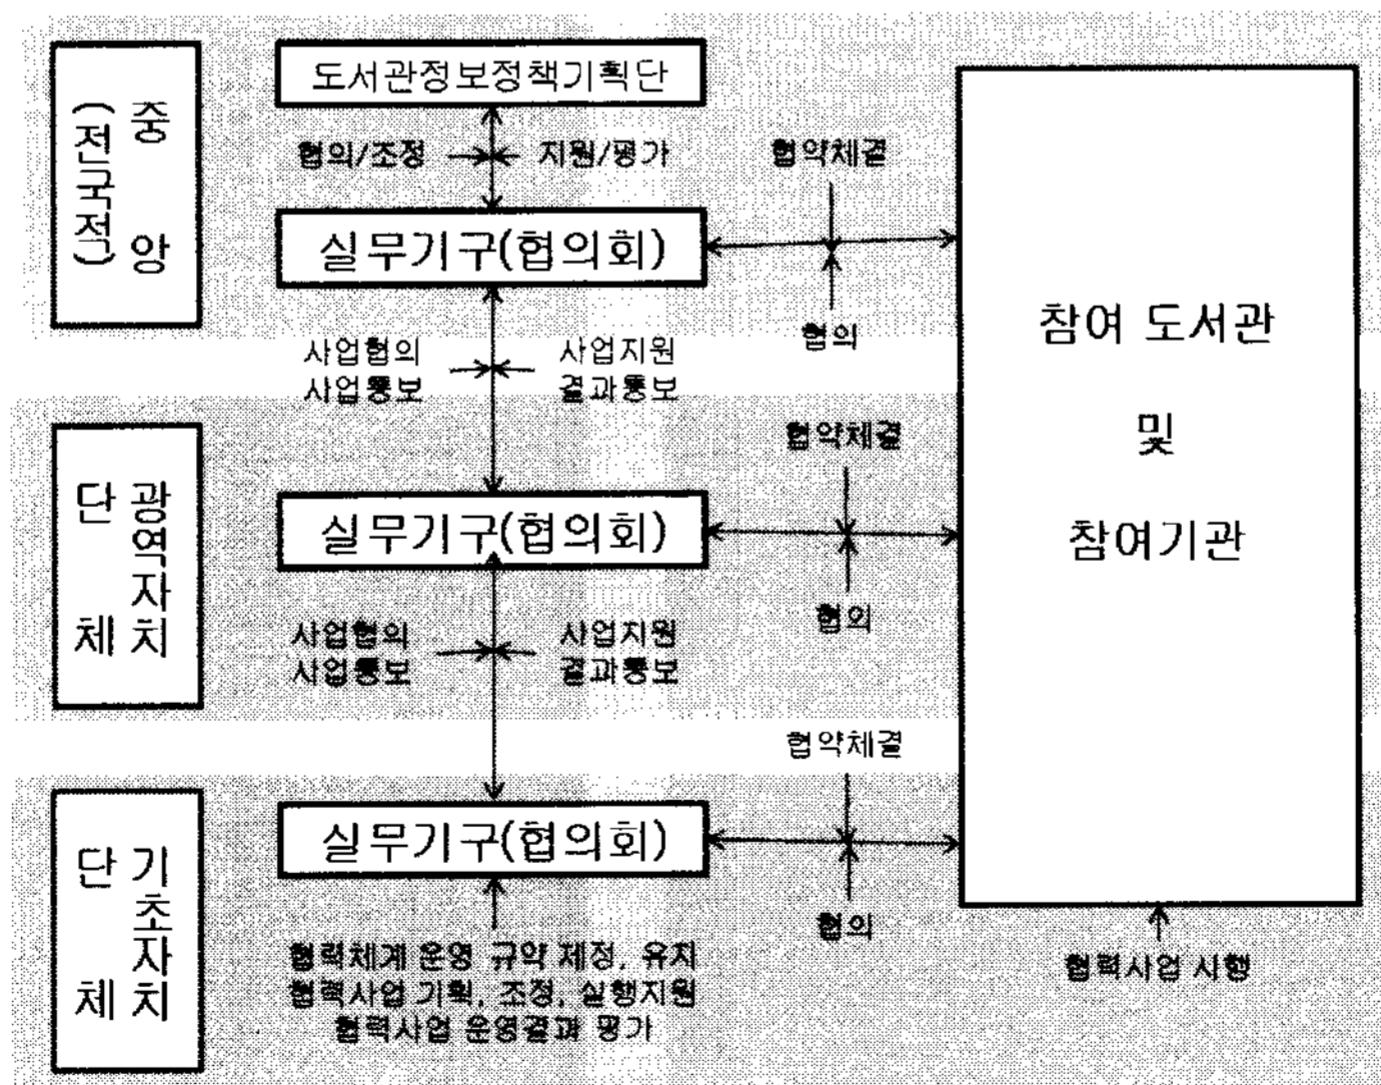 중앙
(전국적)
도서관정보정책기획단
협의/조정
지원/평가
협약체결
실무기구(협의회)
협의
사업협의
사업통보
사업지원
결과통보
참여 도서관
및
참여기관
광역자치
단체
협약체결
실무기구(협의회)
협의
사업협의
사업통보
사업지원
결과통보
협약체결
기초자치
단체
실무기구(협의회)
협의
협력체계 운영 규약 제정, 유지
협력사업 기획, 조정, 실행지원
협력사업 운영결과 평가
협력사업 시행